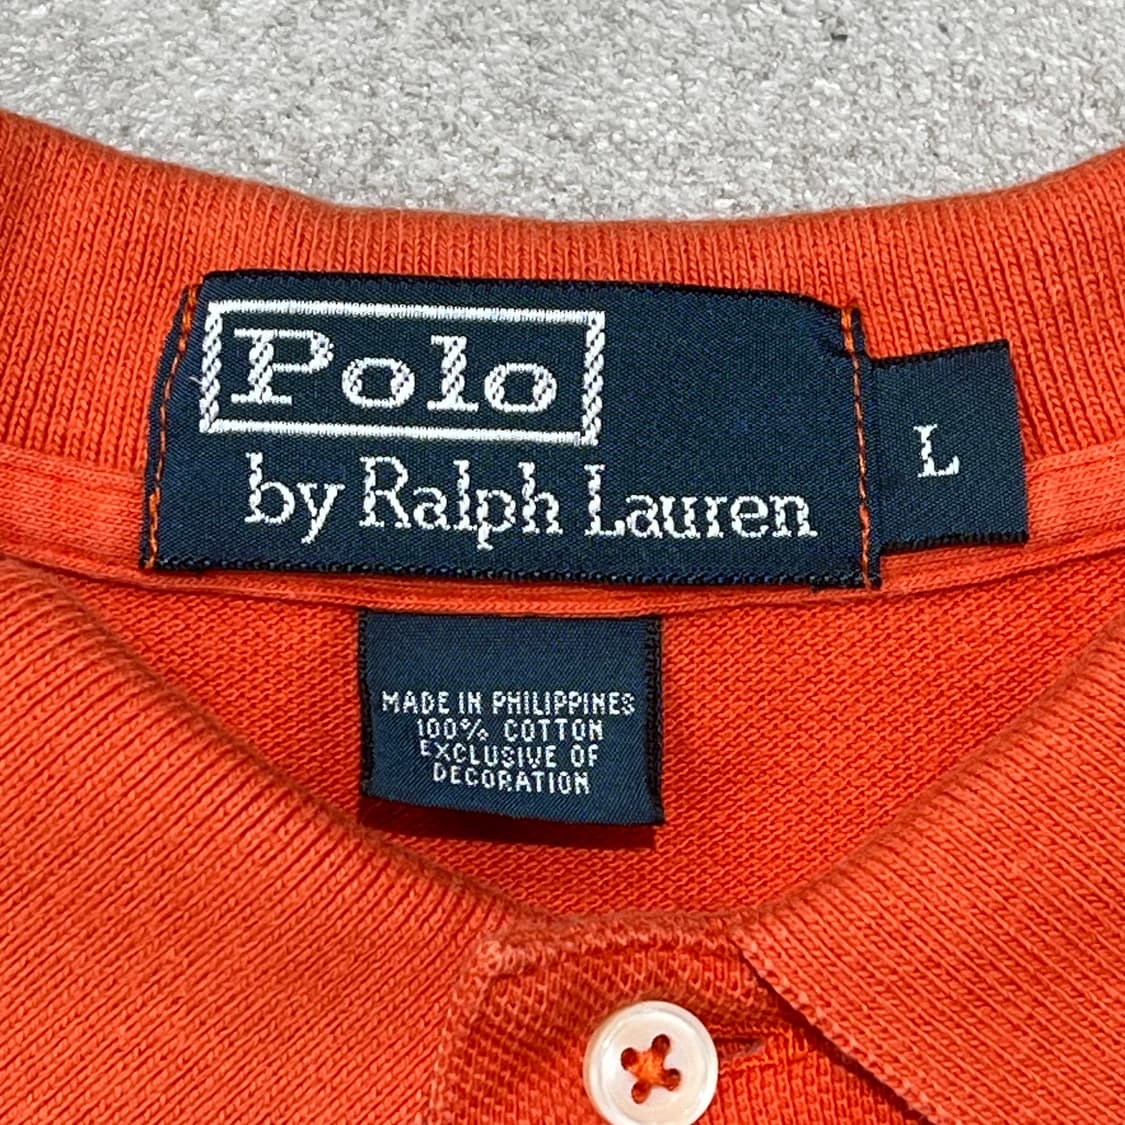 Polo
by Ralph Lauren
L
MADE IN PHILIPPINES
100% COTTON
EXCLUSIVE OF
DECORATION